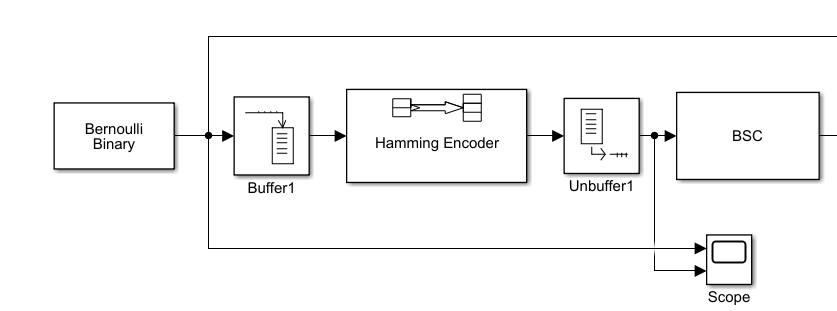 Bernoulli
Binary
Buffer1
Hamming Encoder
Unbuffer1
BSC
Scope